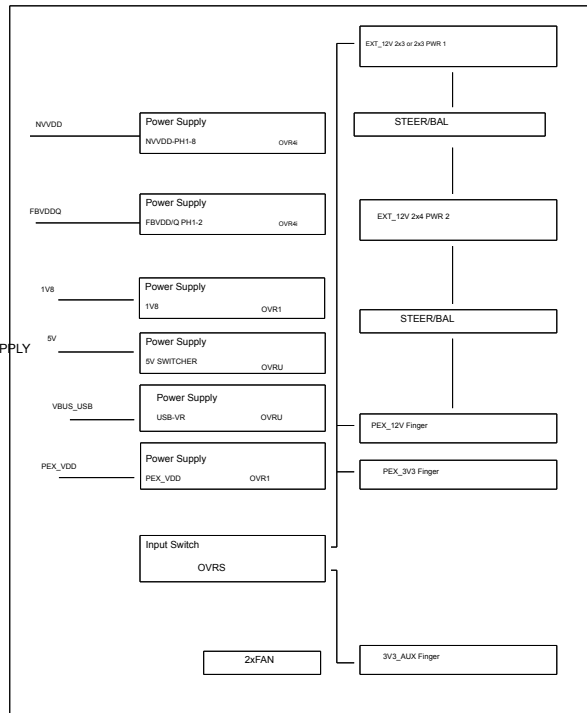 EXT_12V 2x3 or 2x3 PWR 1
NVVDD
Power Supply
NVVDD-PH1-8 OVR4i
STEER/BAL
FBVDDQ
Power Supply
FBVDD/Q PH1-2 OVR4i
EXT_12V 2x4 PWR 2
1V8
Power Supply
1V8 OVR1
STEER/BAL
PPLY
5V
Power Supply
5V SWITCHER OVRU
VBUS_USB
Power Supply
USB-VR OVRU
PEX_12V Finger
PEX_VDD
Power Supply
PEX_VDD OVR1
PEX_3V3 Finger
Input Switch
OVRS
2xFAN
3V3_AUX Finger